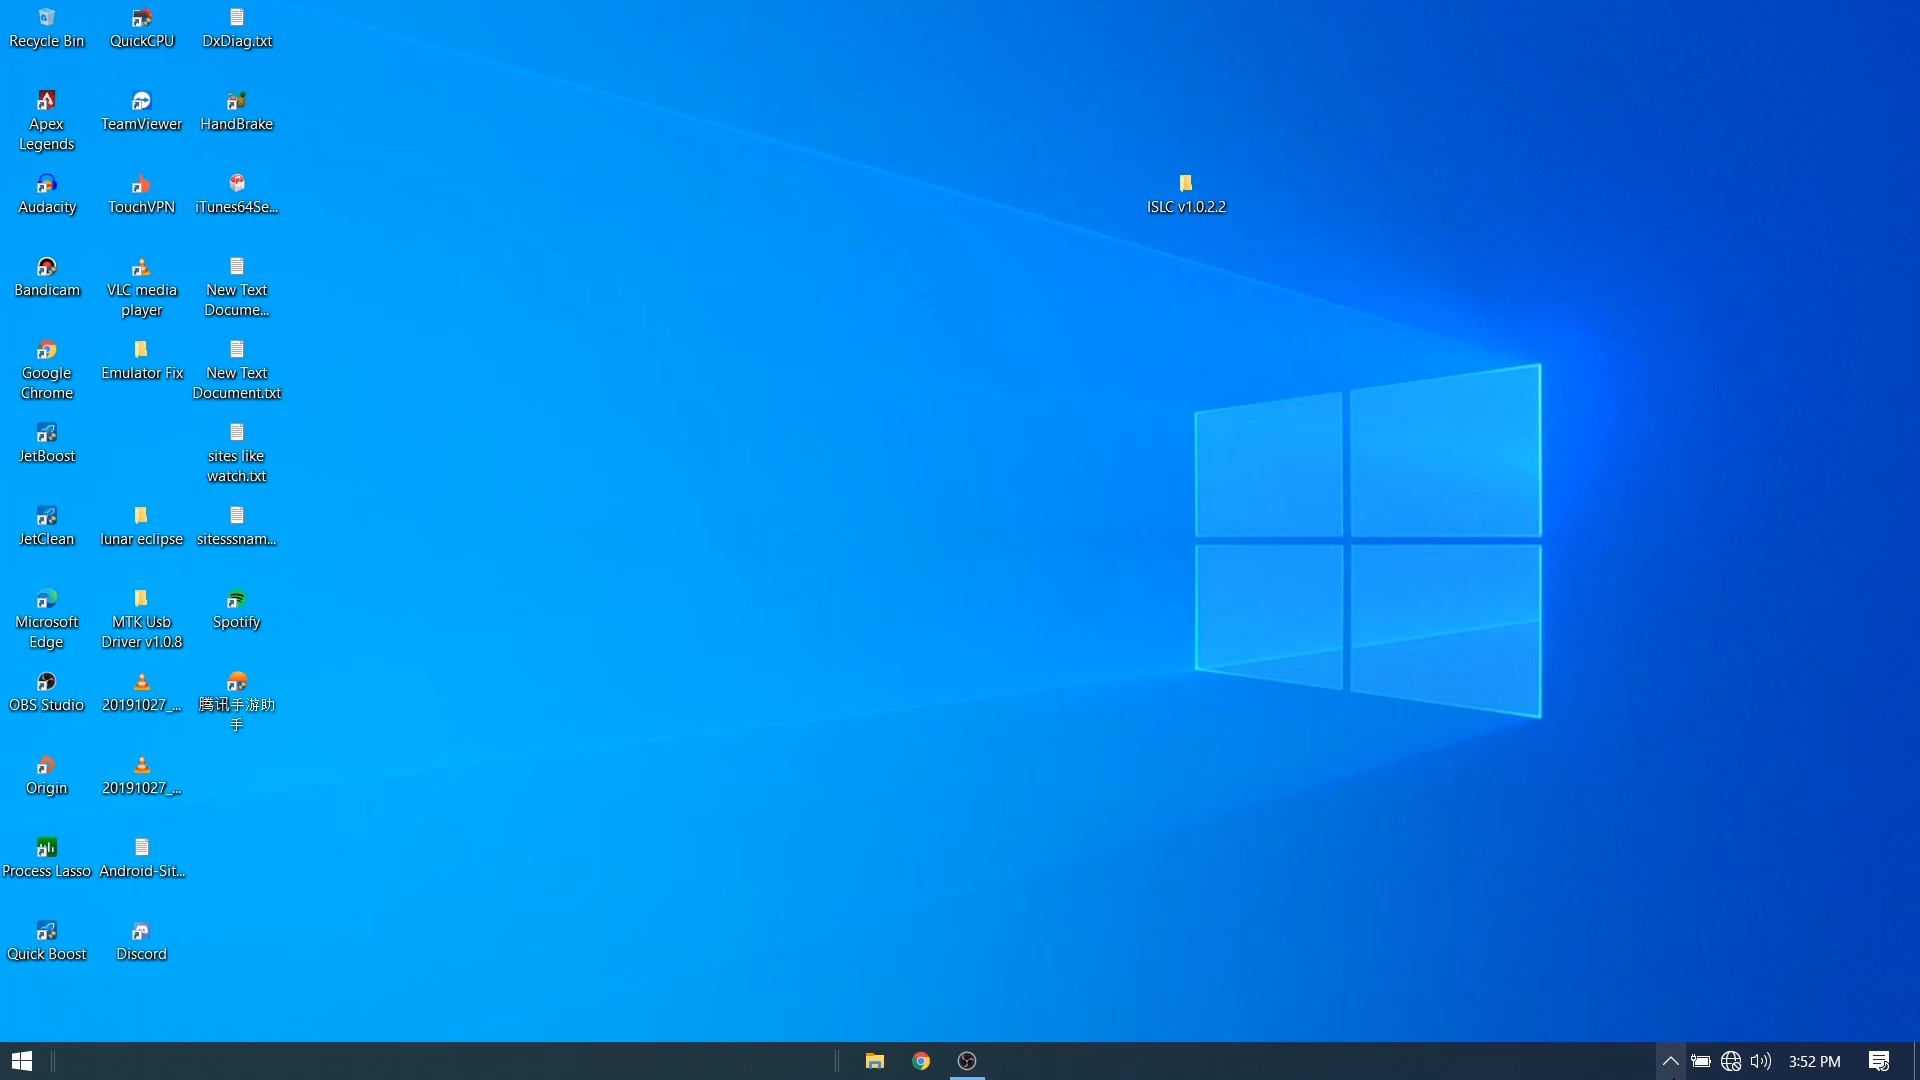 Recycle Bin
QuickCPU
DxDiag.txt
Apex
Legends
TeamViewer
HandBrake
Audacity
TouchVPN
iTunes64Se...
ISLC v1.0.2.2
Bandicam
VLC media
player
New Text
Docume...
Google
Chrome
Emulator Fix
New Text
Document.txt
JetBoost
sites like
watch.txt
JetClean
lunar eclipse
sitesssnam...
Microsoft
Edge
MTK Usb
Driver v1.0.8
Spotify
OBS Studio
20191027_...
腾讯手游助
手
Origin
20191027_...
Process Lasso
Android-Sit...
Quick Boost
Discord
3:52 PM